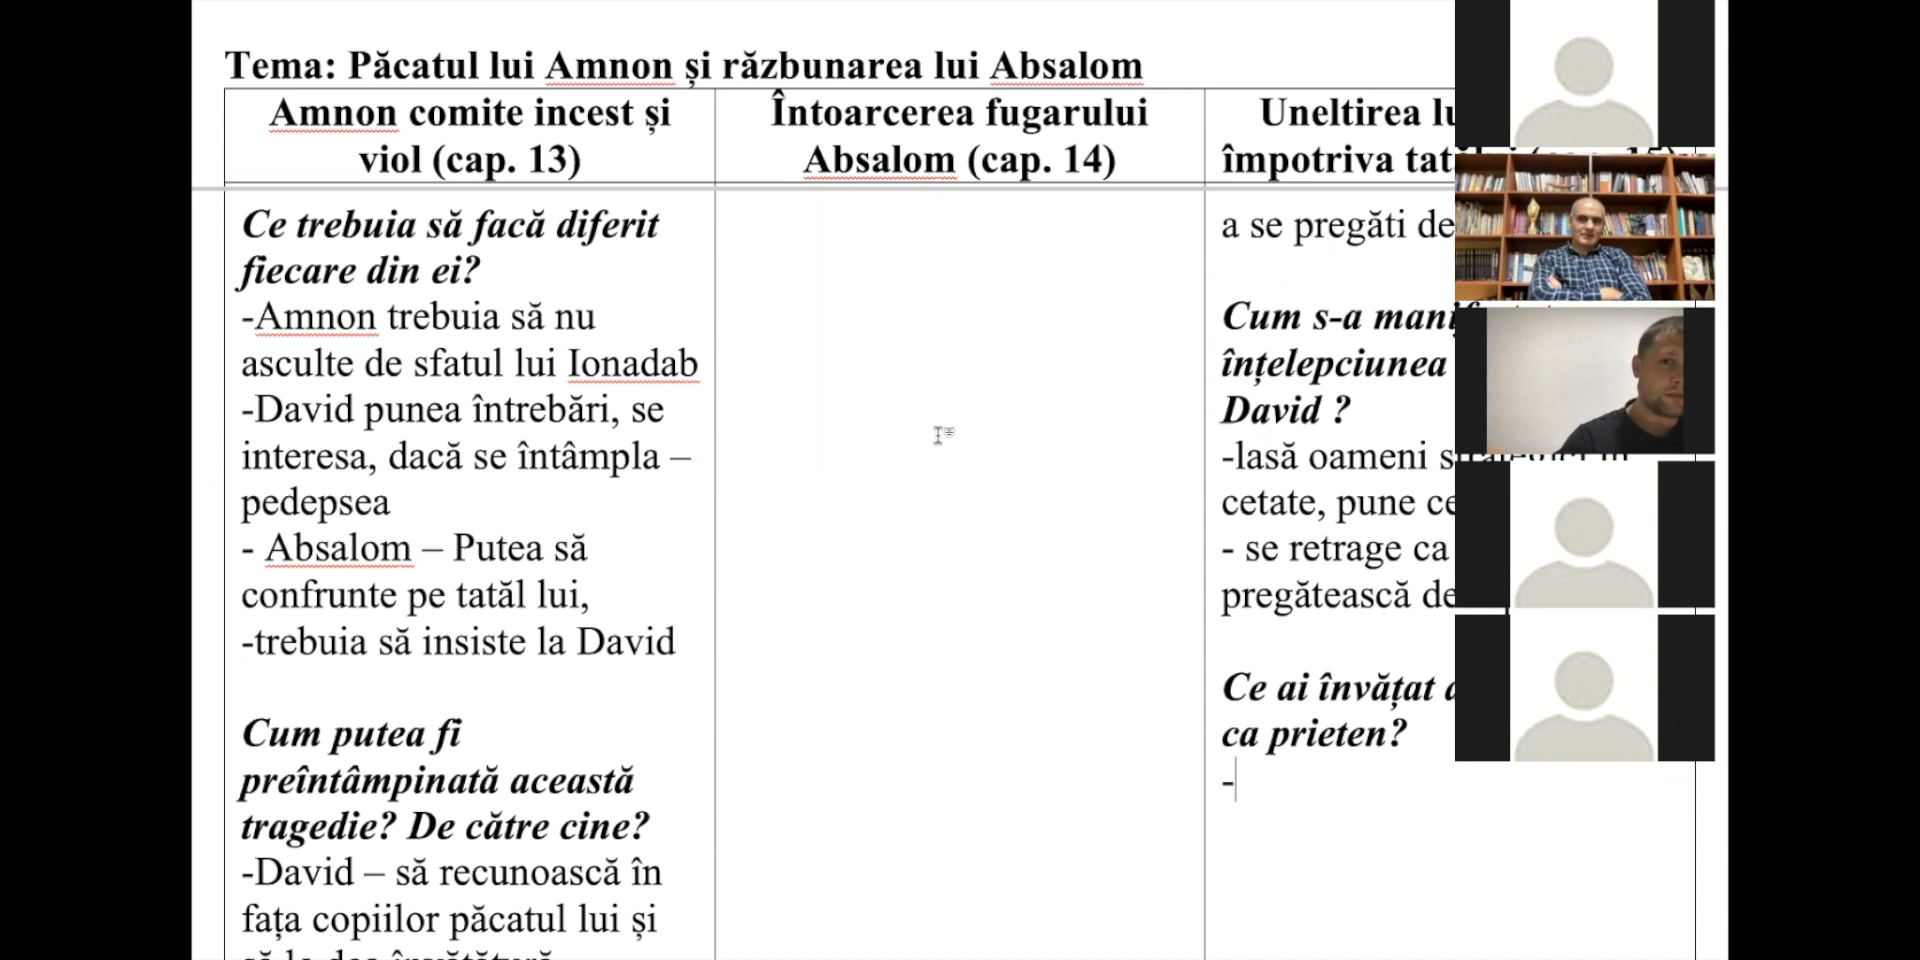 Tema: Păcatul lui Amnon și răzbunarea lui Absalom
Amnon comite incest și
viol (cap. 13)
Întoarcerea fugarului
Absalom (cap. 14)
Uneltirea
împotriva
Ce trebuia să facă diferit
fiecare din ei?
-Amnon trebuia să nu
asculte de sfatul lui Ionadab
-David punea întrebări, se
interesa, dacă se întâmpla –
pedepsea
- Absalom – Putea să
confrunte pe tatăl lui,
-trebuia să insiste la David
Cum putea fi
preîntâmpinată această
tragedie? De către cine?
-David – să recunoască în
fața copiilor păcatul lui și
a se pregăti de
Cum s-a
înțelepciunea
David ?
-lasă oameni
cetate, pune
- se retrage ca
pregătească
Ce ai învățat
ca prieten?
-